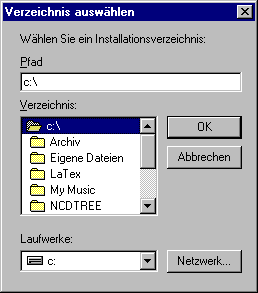 Verzeichnis auswählen
Wählen Sie ein Installationsverzeichnis:
Pfad
c:\
Verzeichnis:
c:\
OK
Archiv
Eigene Dateien
Abbrechen
LaTex
My Music
NCDTREE
Laufwerke:
c:
Netzwerk...